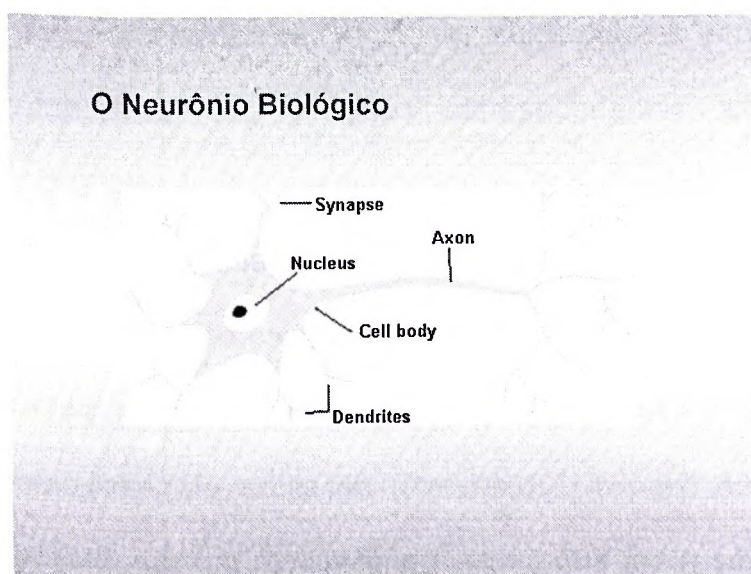 O Neurônio Biológico
Synapse
Axon
Nucleus
Cell body
Dendrites